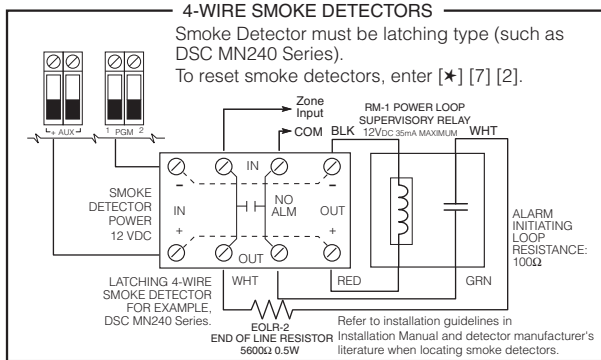 4-WIRE SMOKE DETECTORS
Smoke Detector must be latching type (such as
DSC MN240 Series).
To reset smoke detectors, enter [★] [7] [2].
+ AUX -
1 PGM 2
Zone
Input
COM
BLK
RM-1 POWER LOOP
SUPERVISORY RELAY
12VDC 35mA MAXIMUM
WHT
SMOKE
DETECTOR
POWER
12 VDC
IN
-
-
IN
NO
ALM
OUT
+
+
OUT
ALARM
INITIATING
LOOP
RESISTANCE:
100Ω
LATCHING 4-WIRE
SMOKE DETECTOR
FOR EXAMPLE,
DSC MN240 Series.
WHT
RED
GRN
EOLR-2
END OF LINE RESISTOR
5600Ω 0.5W
Refer to installation guidelines in
Installation Manual and detector manufacturer's
literature when locating smoke detectors.